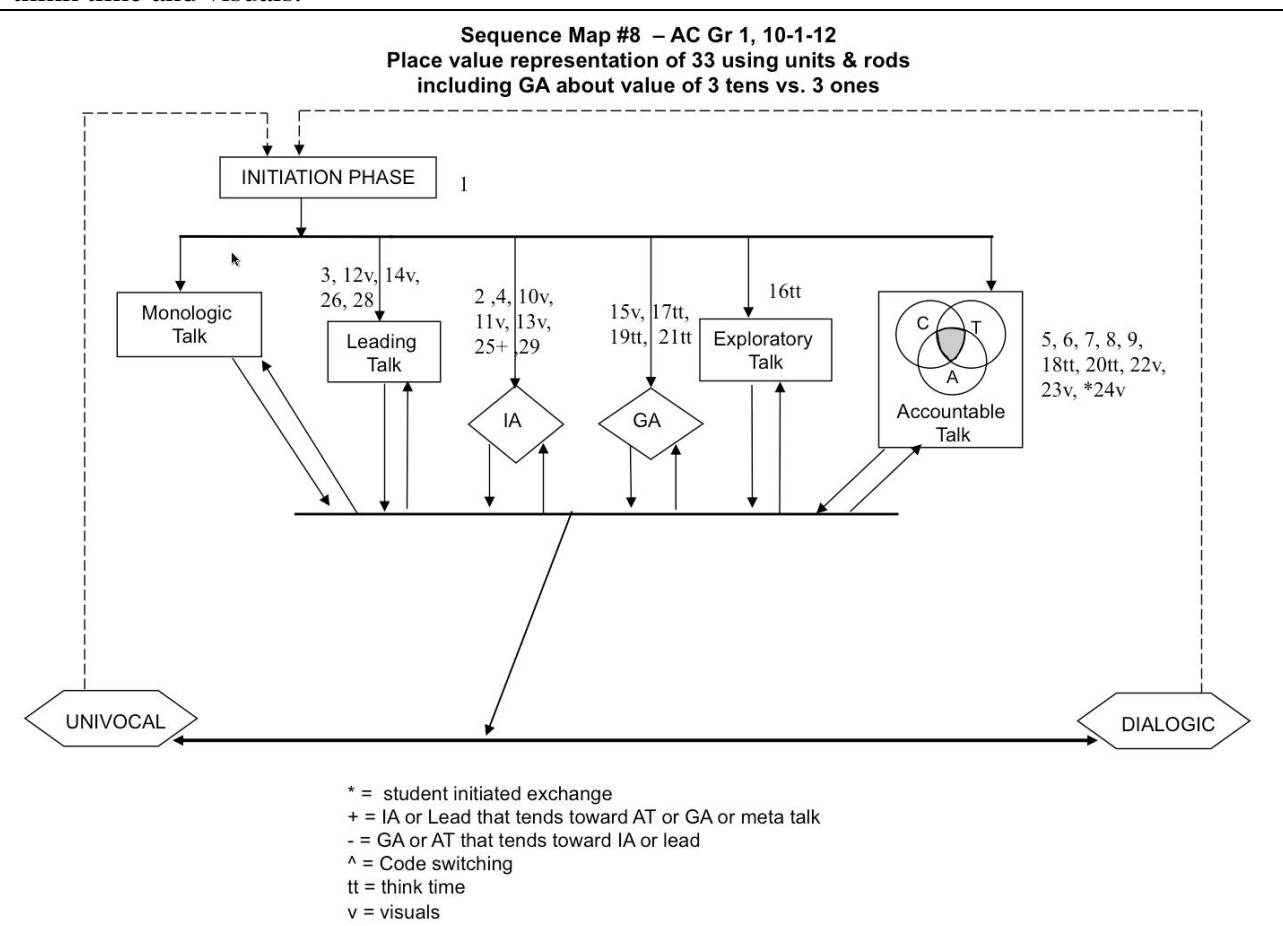 think time and visuals.
Sequence Map #8 – AC Gr 1, 10-1-12
Place value representation of 33 using units & rods
including GA about value of 3 tens vs. 3 ones
INITIATION PHASE
1
Monologic
Talk
3, 12v, 14v,
26, 28
Leading
Talk
2 ,4, 10v,
11v, 13v,
25+ ,29
IA
15v, 17tt,
19tt, 21tt
GA
16tt
Exploratory
Talk
C
T
A
Accountable
Talk
5, 6, 7, 8, 9,
18tt, 20tt, 22v,
23v, *24v
UNIVOCAL
DIALOGIC
* = student initiated exchange
+ = IA or Lead that tends toward AT or GA or meta talk
- = GA or AT that tends toward IA or lead
^ = Code switching
tt = think time
v = visuals